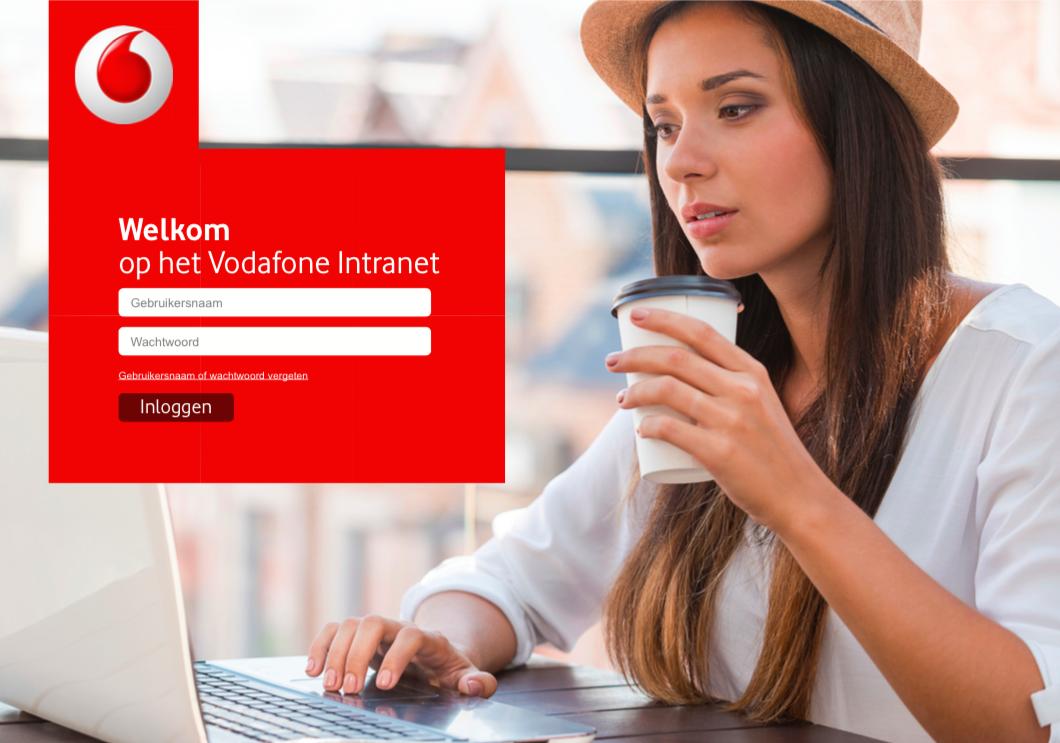 Welkom
op het Vodafone Intranet
Gebruikersnaam
Wachtwoord
Gebruikersnaam of wachtwoord vergeten
Inloggen